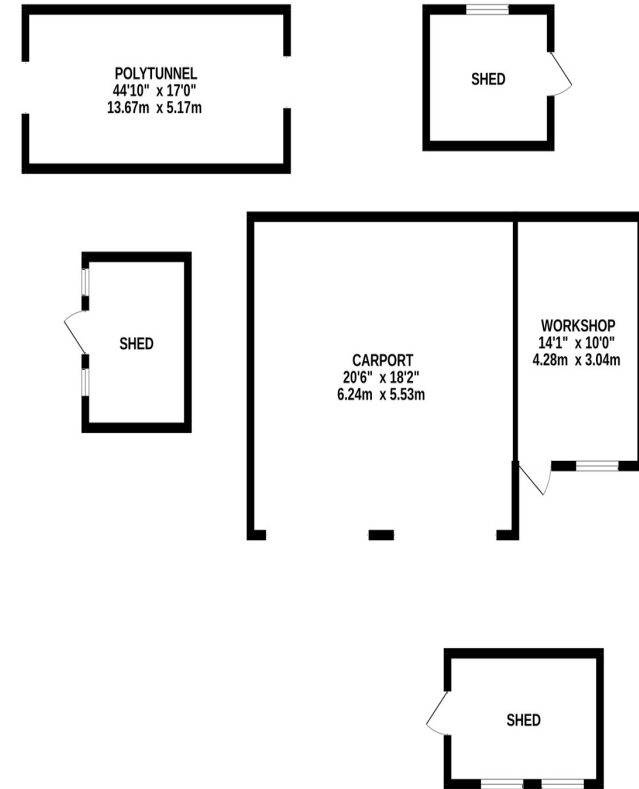 POLYTUNNEL
44'10" x 17'0"
13.67m x 5.17m
SHED
SHED
CARPORT
20'6" x 18'2"
6.24m x 5.53m
WORKSHOP
14'1" x 10'0"
4.28m x 3.04m
SHED